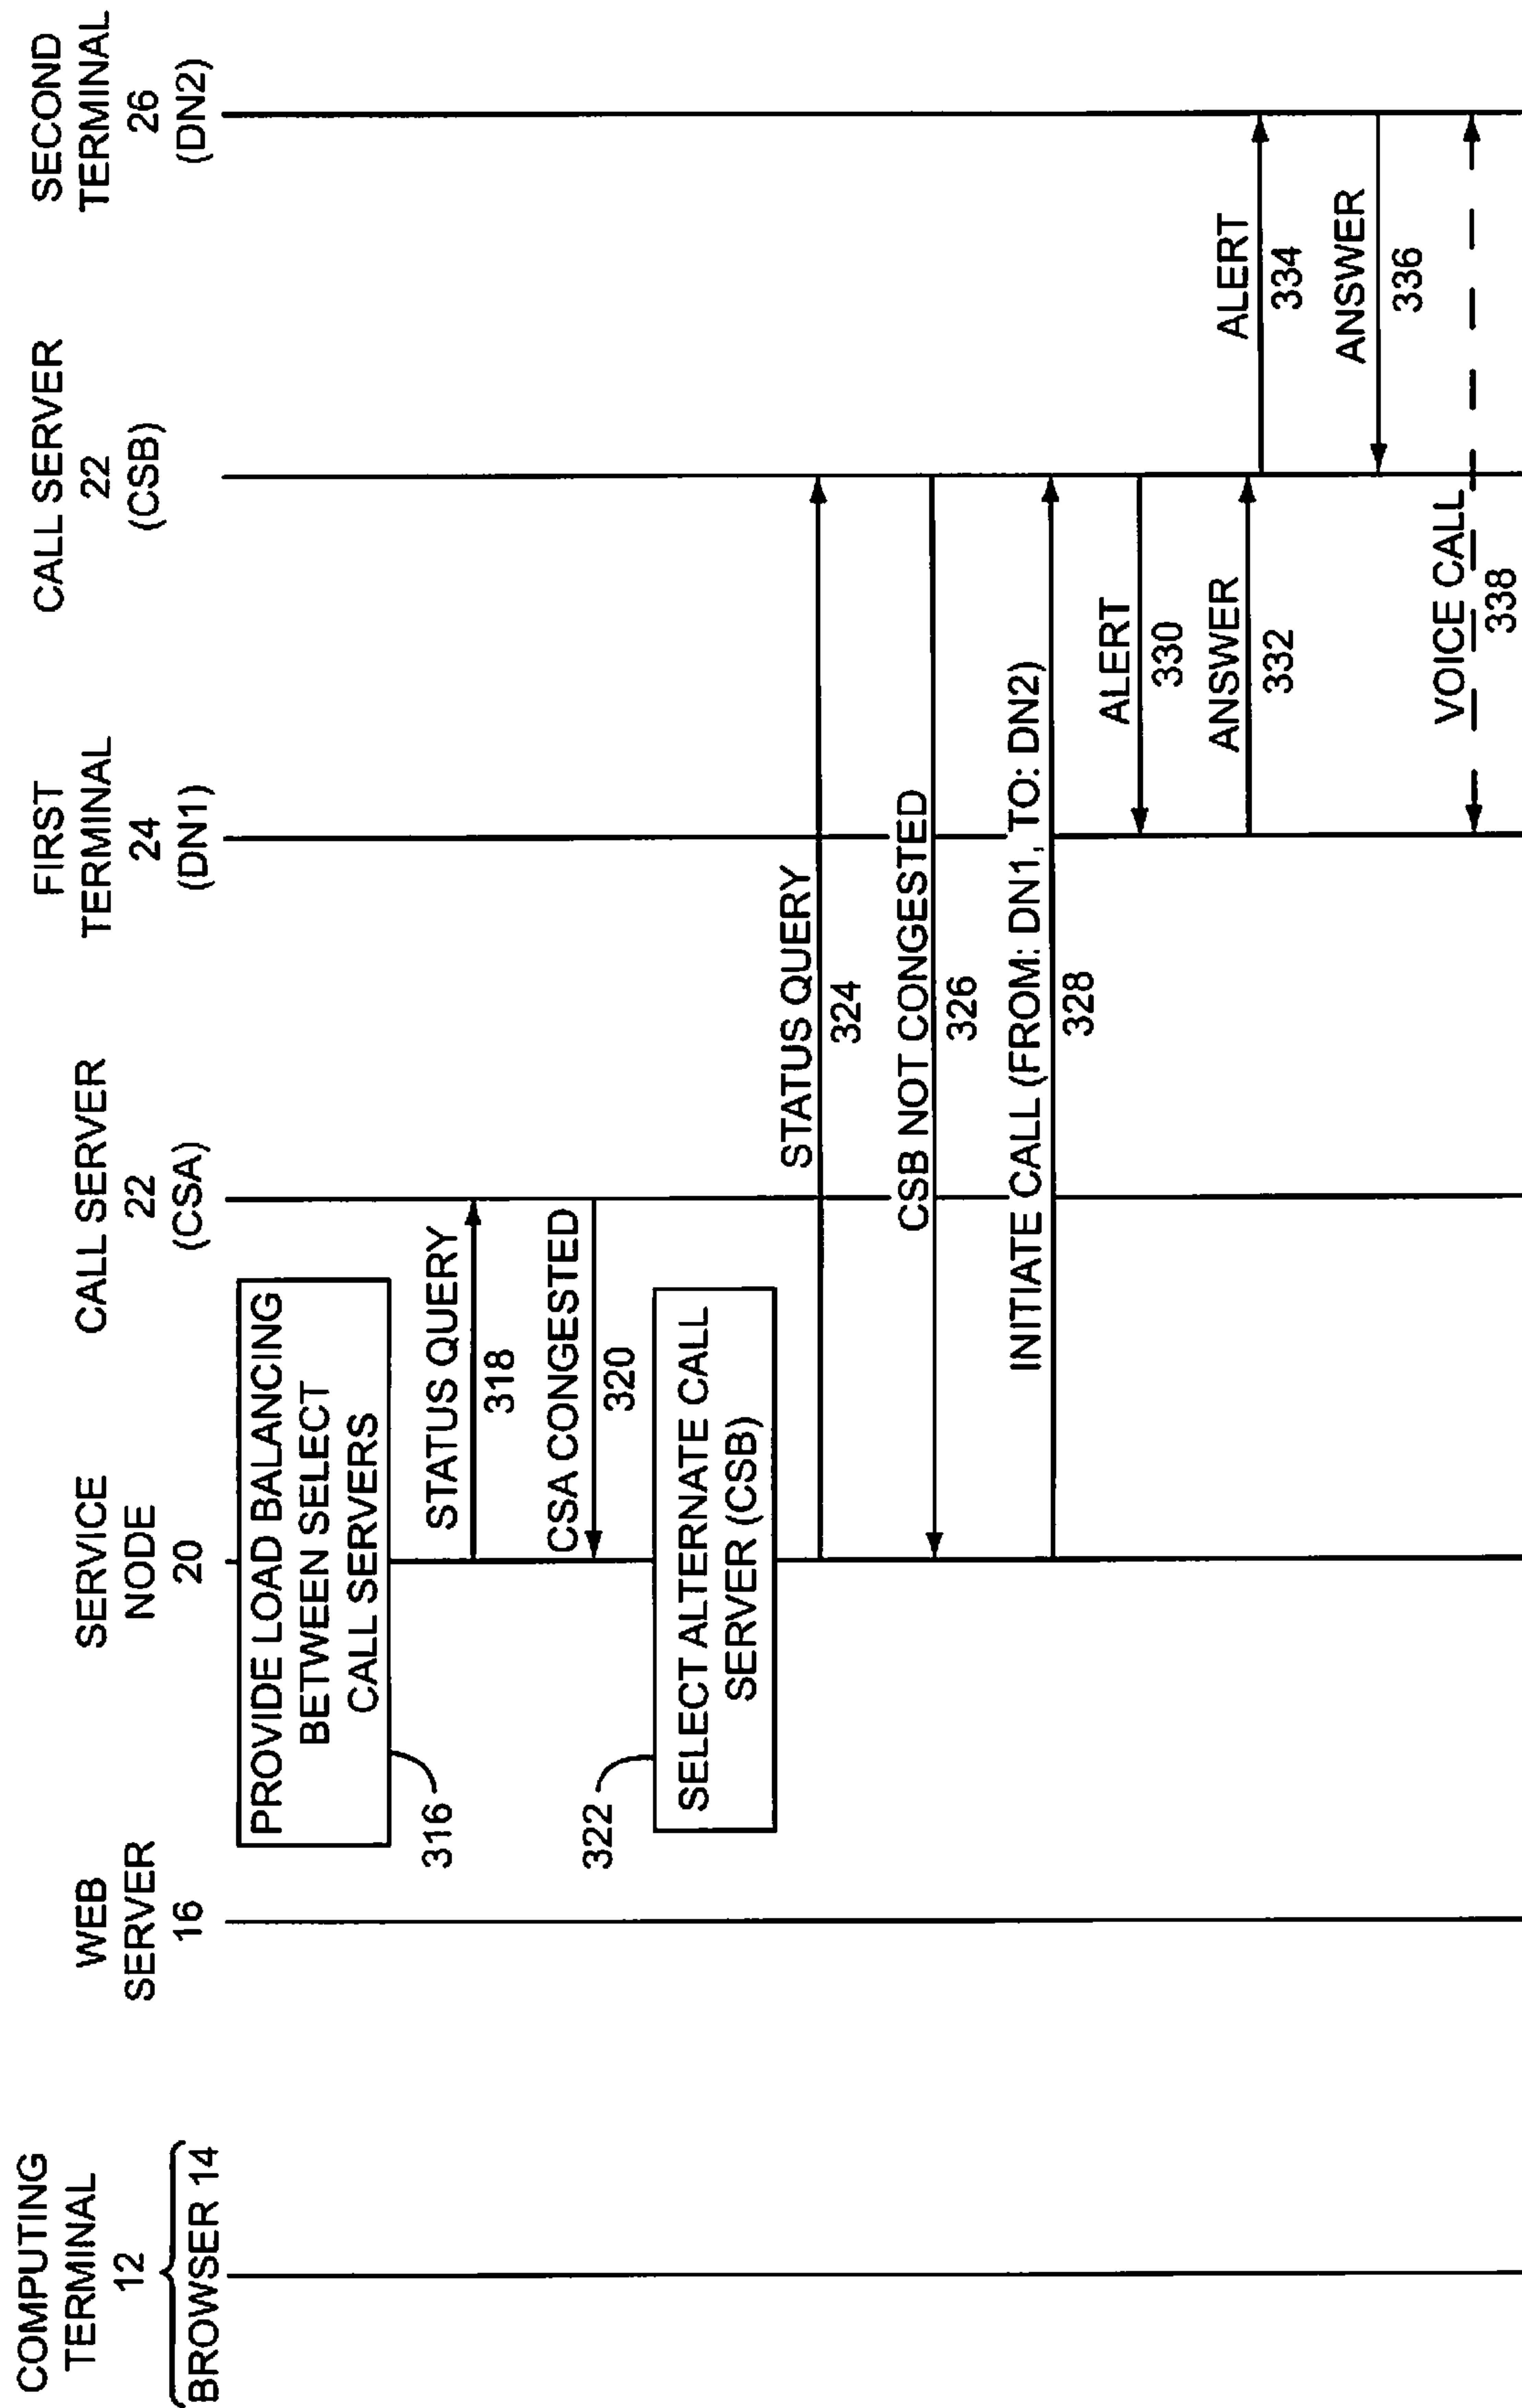 COMPUTING
TERMINAL
12
BROWSER 14
WEB
SERVER
16
SERVICE
NODE
20
CALL SERVER
22
(CSA)
FIRST
TERMINAL
24
(DN1)
CALL SERVER
22
(CSB)
SECOND
TERMINAL
26
(DN2)
PROVIDE LOAD BALANCING
BETWEEN SELECT
CALL SERVERS
316
STATUS QUERY
318
CSA CONGESTED
320
SELECT ALTERNATE CALL
SERVER (CSB)
322
STATUS QUERY
324
CSB NOT CONGESTED
326
INITIATE CALL (FROM: DN1, TO: DN2)
328
ALERT
330
ANSWER
332
ALERT
334
ANSWER
336
VOICE CALL
338